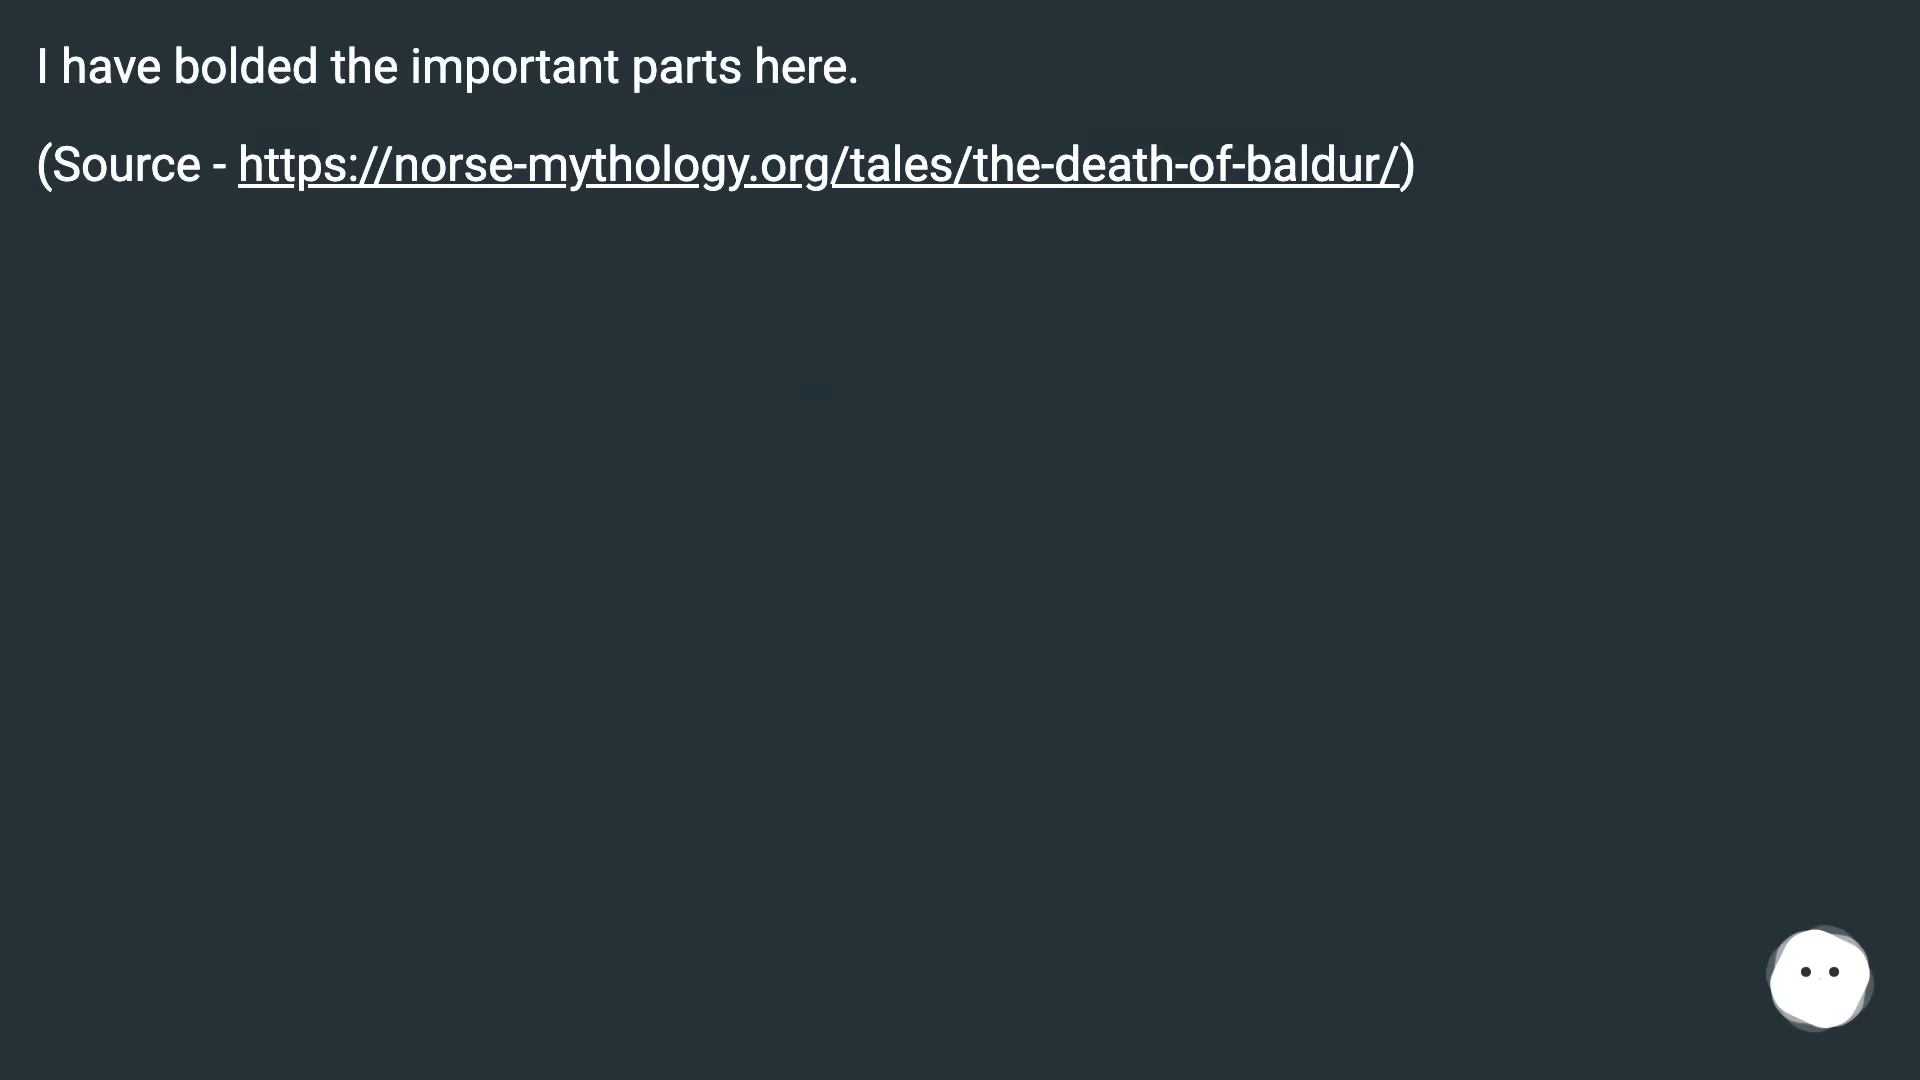 I have bolded the important parts here.
(Source - https://norse-mythology.org/tales/the-death-of-baldur/)